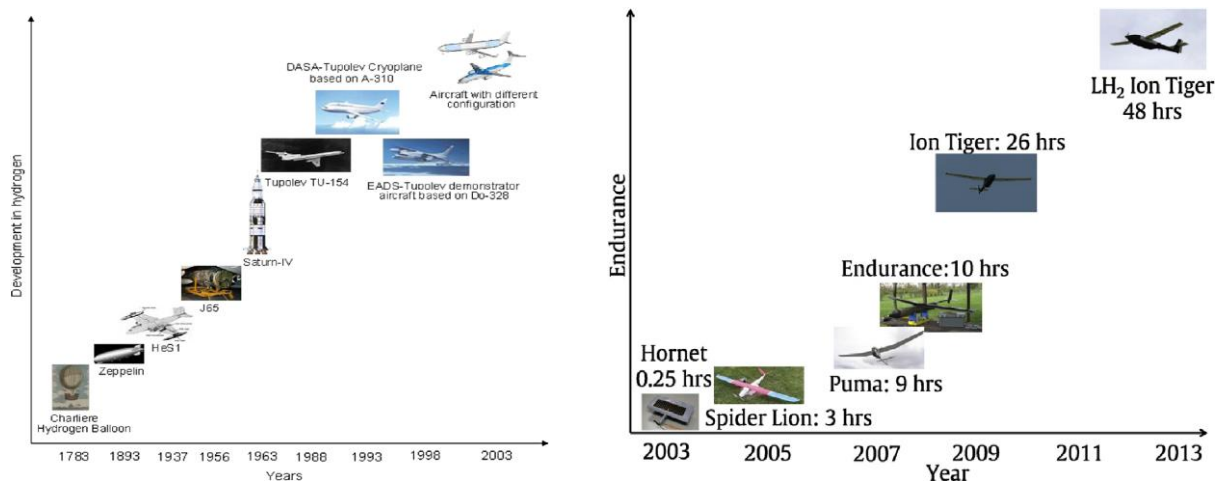 Development in hydrogen
DASA-Tupolev Cryoplane
based on A-310
Aircraft with different
configuration
Tupolev TU-154
EADS-Tupolev demonstrator
aircraft based on Do-328
Saturn-IV
J65
HeS1
Zeppelin
Charliere
Hydrogen Balloon
1783 1893 1937 1956 1963 1988 1993 1998 2003
Years
Endurance
LH₂ Ion Tiger
48 hrs
Ion Tiger: 26 hrs
Endurance:10 hrs
Hornet
0.25 hrs
Puma: 9 hrs
Spider Lion: 3 hrs
2003 2005 2007 2009 2011 2013
Year